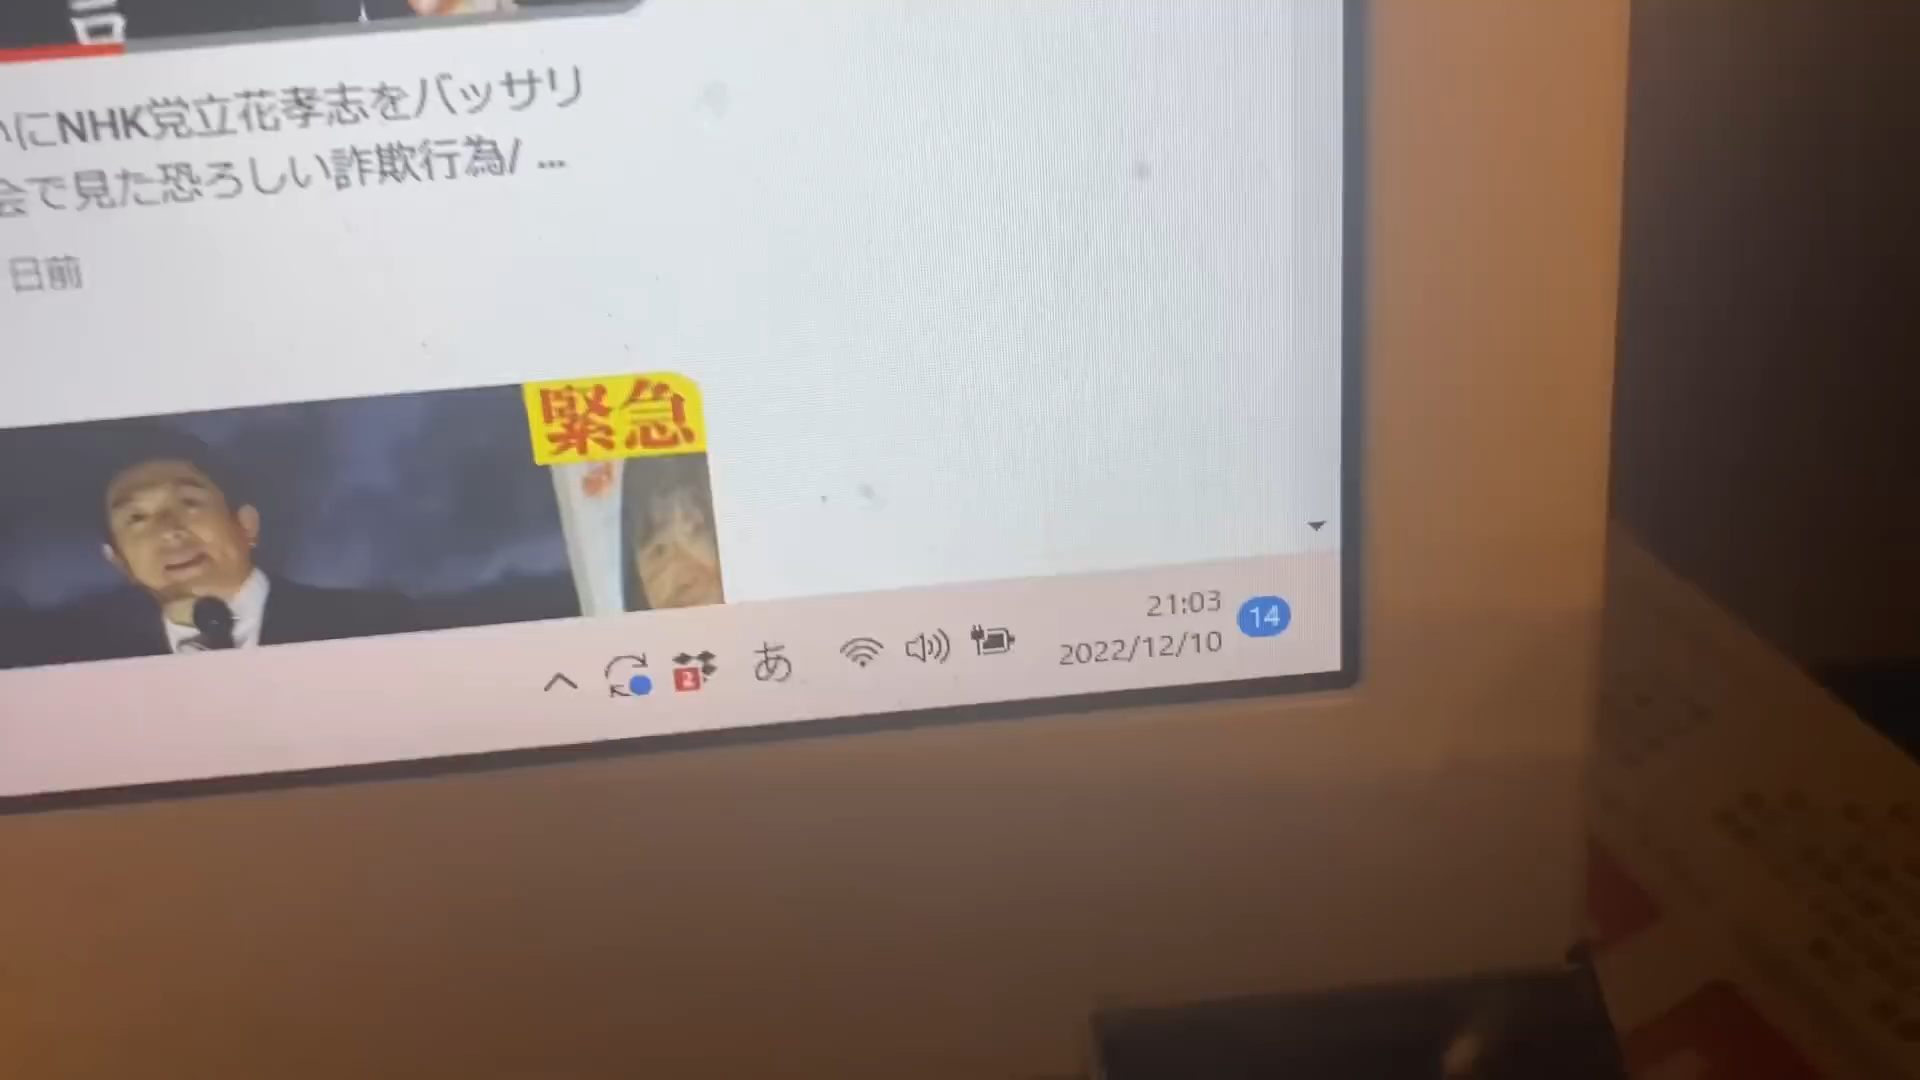 にNHK党立花孝志をバッサリ
会で見た恐ろしい詐欺行為/ ...
日前
緊急
21:03
あ
2
2022/12/10
14